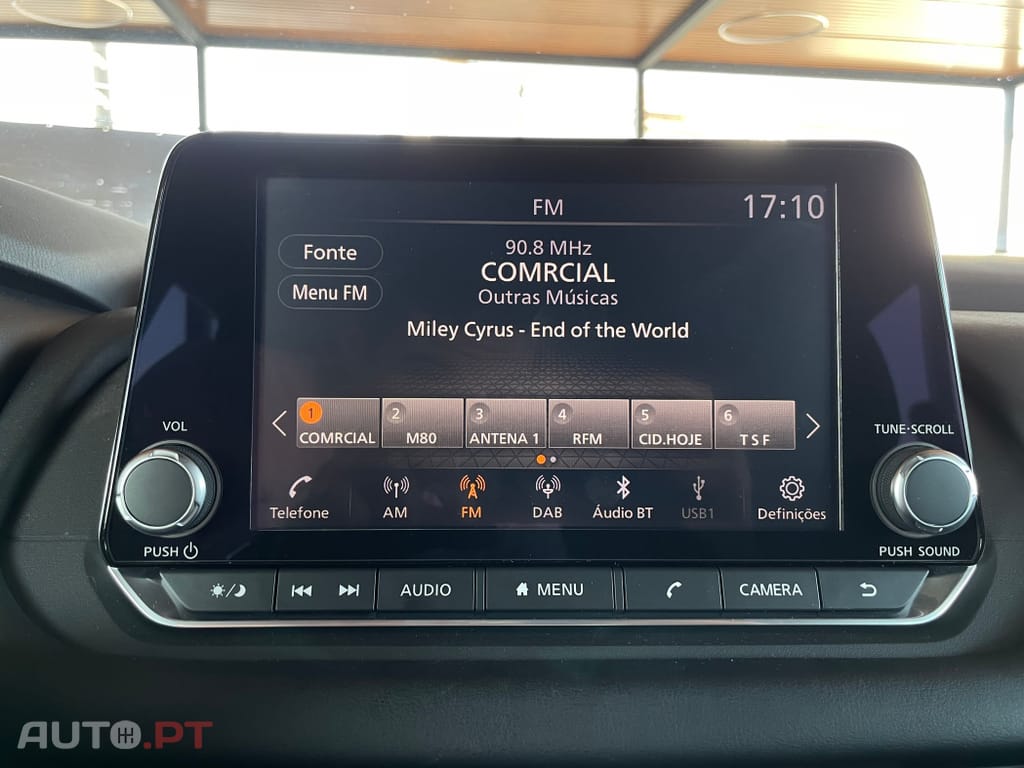 FM
17:10
Fonte
Menu FM
90.8 MHz
COMRCIAL
Outras Músicas
Miley Cyrus - End of the World
1 COMRCIAL
2 M80
3 ANTENA 1
4 RFM
5 CID.HOJE
6 T S F
Telefone
AM
FM
DAB
Áudio BT
USB1
Definições
VOL
PUSH
TUNE·SCROLL
PUSH SOUND
AUDIO
MENU
CAMERA
AUTO.PT